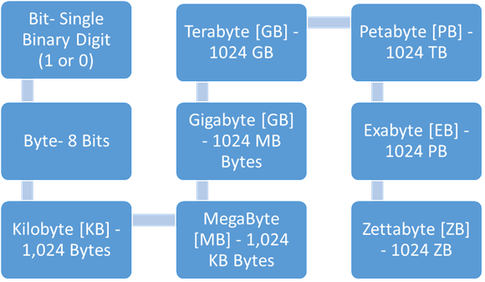 Bit- Single
Binary Digit
(1 or 0)
Byte- 8 Bits
Kilobyte [KB] -
1,024 Bytes
MegaByte
[MB] - 1,024
KB Bytes
Gigabyte [GB]
- 1024 MB
Bytes
Terabyte [GB] -
1024 GB
Petabyte [PB] -
1024 TB
Exabyte [EB] -
1024 PB
Zettabyte [ZB]
- 1024 ZB